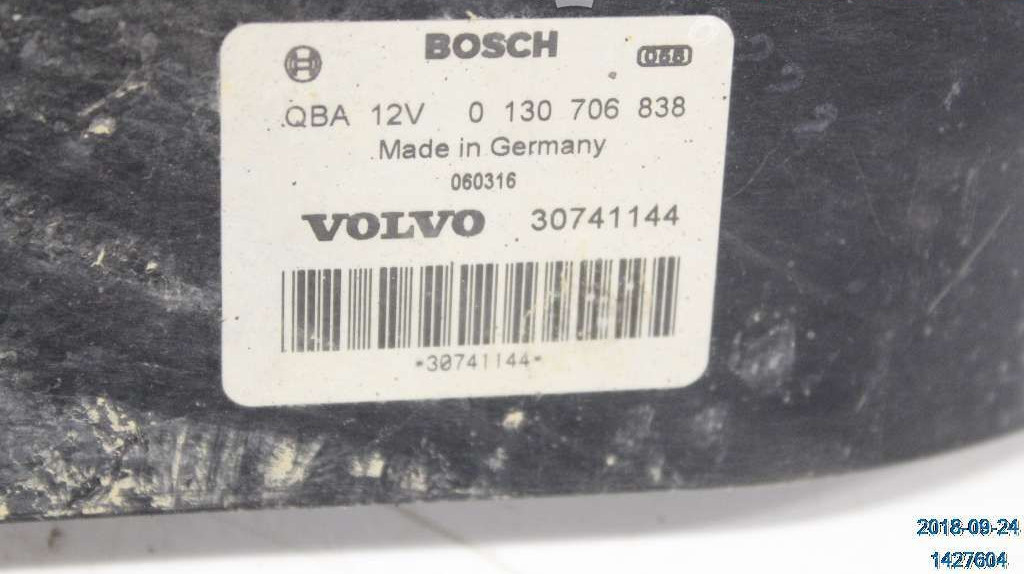 BOSCH
QBA 12V 0 130 706 838
Made in Germany
060316
VOLVO 30741144
*30741144*
2018-09-24
1427604